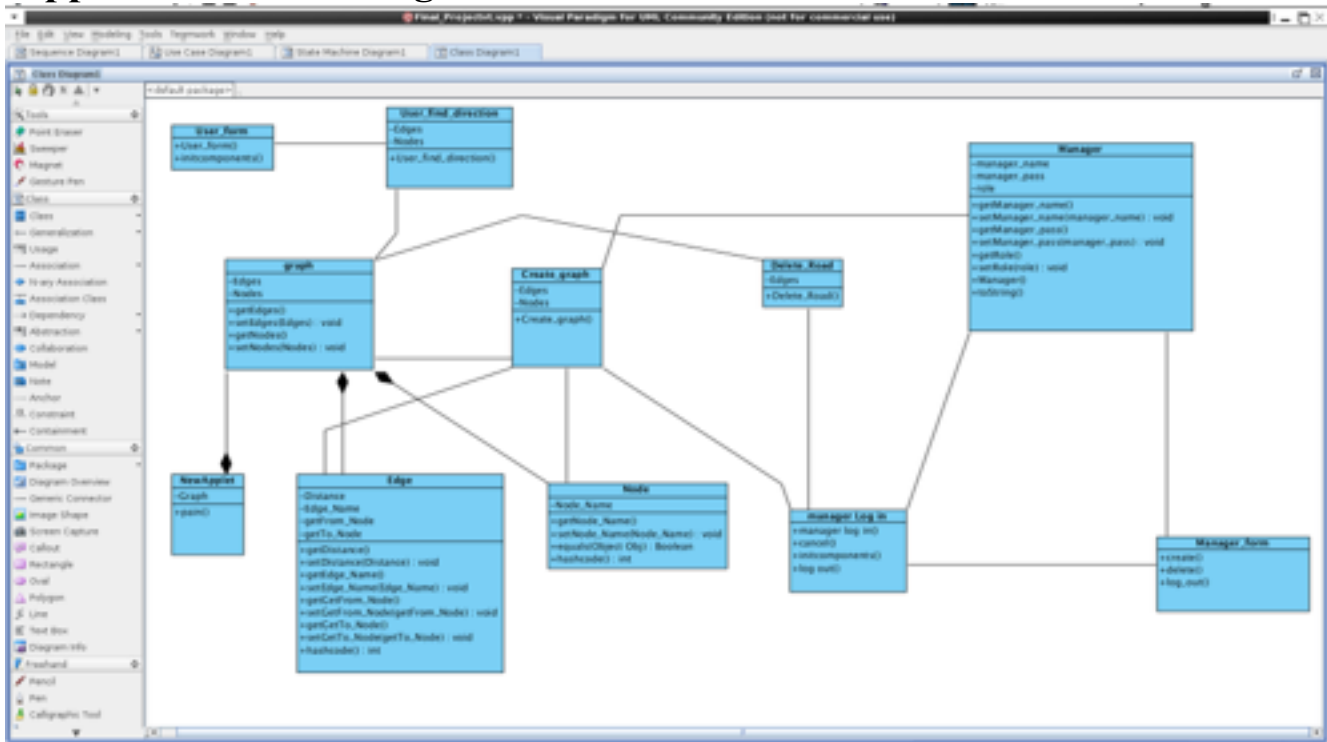 Final_Project.vpp * - Visual Paradigm for UML Community Edition (not for commercial use)
File Edit View Modeling Tools Teamwork Window Help
Sequence Diagram1 Use Case Diagram1 State Machine Diagram1 Class Diagram1
Class Diagram1
<default package>
Tools
Point Eraser
Sweeper
Magnet
Gesture Pen
Class
Class
Generalization
Usage
Association
N-ary Association
Association Class
Dependency
Abstraction
Collaboration
Model
Note
Anchor
Constraint
Containment
Common
Package
Diagram Overview
Generic Connector
Image Shape
Screen Capture
Callout
Rectangle
Oval
Polygon
Line
Text Box
Diagram Info
Freehand
Pencil
Pen
Calligraphic Tool
User_form
+User_form()
+initcomponents()
User_find_direction
-Edges
-Nodes
+User_find_direction()
Manager
-manager_name
-manager_pass
-role
+getManager_name()
+setManager_name(manager_name) : void
+getManager_pass()
+setManager_pass(manager_pass) : void
+getRole()
+setRole(role) : void
+Manager()
+toString()
graph
-Edges
-Nodes
+getEdges()
+setEdges(Edges) : void
+getNodes()
+setNodes(Nodes) : void
Create_graph
-Edges
-Nodes
+Create_graph()
Delete_Road
-Edges
+Delete_Road()
NewApplet
-Graph
+pain()
Edge
-Distance
-Edge_Name
-getFrom_Node
-getTo_Node
+getDistance()
+setDistance(Distance) : void
+getEdge_Name()
+setEdge_Name(Edge_Name) : void
+getGetFrom_Node()
+setGetFrom_Node(getFrom_Node) : void
+getGetTo_Node()
+setGetTo_Node(getTo_Node) : void
+hashcode() : int
Node
-Node_Name
+getNode_Name()
+setNode_Name(Node_Name) : void
+equals(Object Obj) : Boolean
+hashcode() : int
manager Log in
+manager log in()
+cancel()
+initcomponents()
+log out()
Manager_form
+create()
+delete()
+log_out()